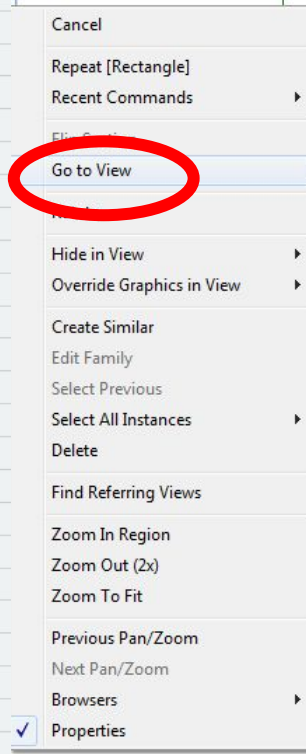 Cancel
Repeat [Rectangle]
Recent Commands
Go to View
Hide in View
Override Graphics in View
Create Similar
Edit Family
Select Previous
Select All Instances
Delete
Find Referring Views
Zoom In Region
Zoom Out (2x)
Zoom To Fit
Previous Pan/Zoom
Next Pan/Zoom
Browsers
Properties